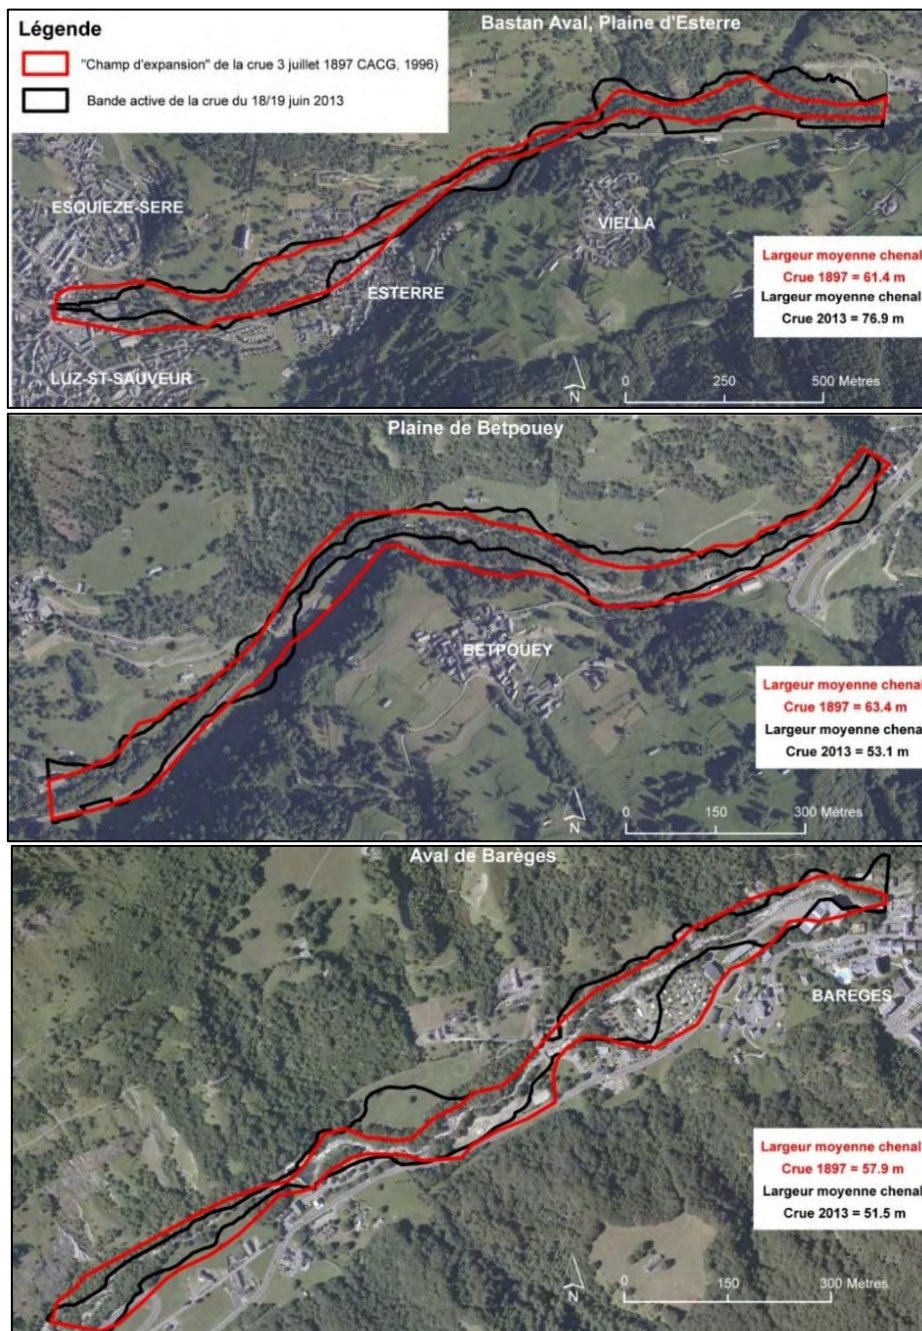 Légende
"Champ d'expansion" de la crue 3 juillet 1897 CACG, 1996)
Bande active de la crue du 18/19 juin 2013
Bastan Aval, Plaine d'Esterre
ESQUIEZE-SERE
VIELLA
ESTERRE
LUZ-ST-SAUVEUR
Largeur moyenne chenal
Crue 1897 = 61.4 m
Largeur moyenne chenal
Crue 2013 = 76.9 m
N
0 250 500 Mètres
Plaine de Betpouey
BETPOUEY
Largeur moyenne chenal
Crue 1897 = 63.4 m
Largeur moyenne chenal
Crue 2013 = 53.1 m
N
0 150 300 Mètres
Aval de Barèges
BAREGES
Largeur moyenne chenal
Crue 1897 = 57.9 m
Largeur moyenne chenal
Crue 2013 = 51.5 m
N
0 150 300 Mètres